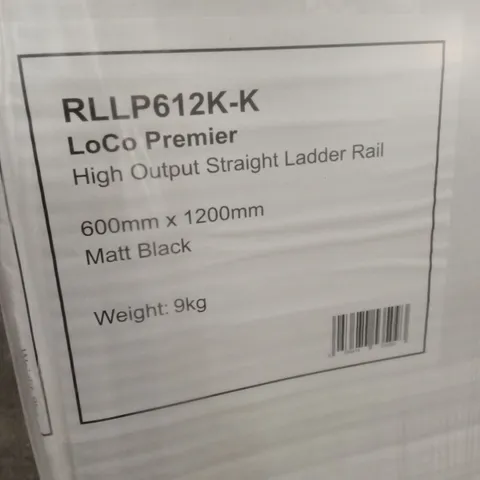 RLLP612K-K
LoCo Premier
High Output Straight Ladder Rail
600mm x 1200mm
Matt Black
Weight: 9kg